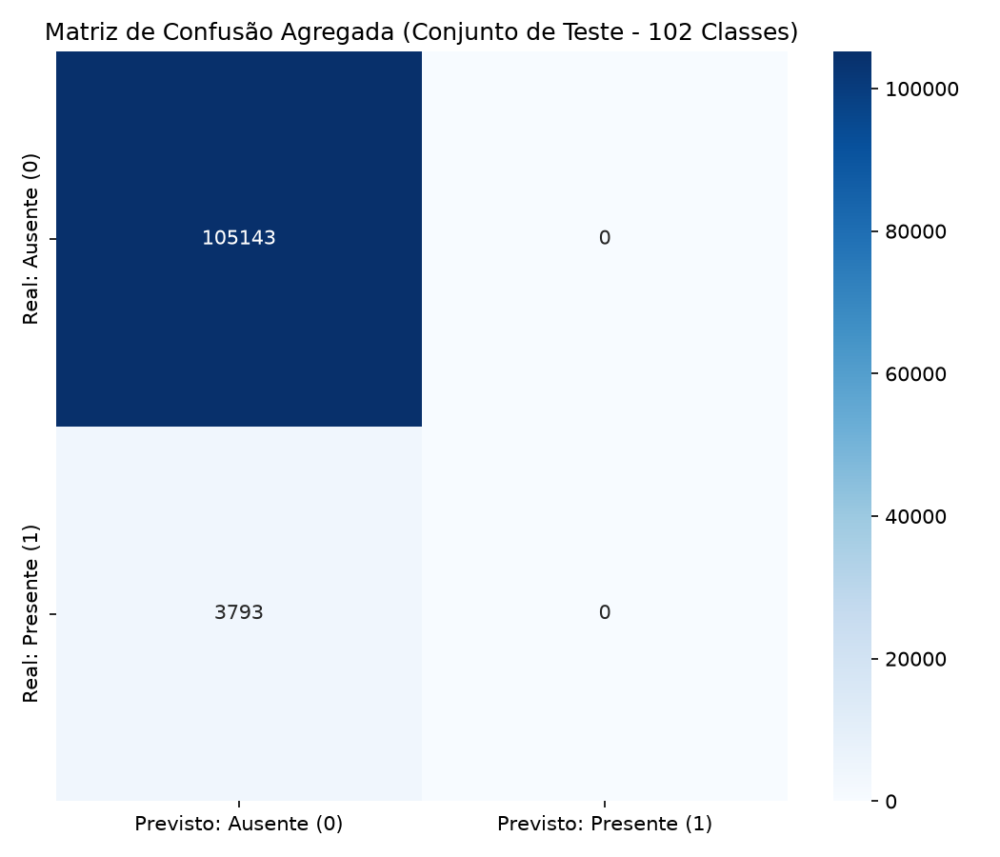 Matriz de Confusão Agregada (Conjunto de Teste - 102 Classes)
Real: Ausente (0)
105143
0
Real: Presente (1)
3793
0
Previsto: Ausente (0)
Previsto: Presente (1)
100000
80000
60000
40000
20000
0